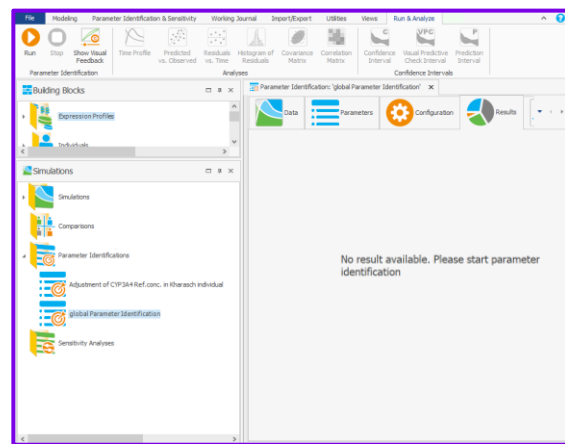 File Modeling Parameter Identification & Sensitivity Working Journal Import/Export Utilities Views Run & Analyze
Run Stop Show Visual Feedback Time Profile Predicted vs. Observed Residuals vs. Time Histogram of Residuals Covariance Matrix Correlation Matrix Confidence Interval Visual Predictive Check Interval Prediction Interval
Parameter Identification Analyses Confidence Intervals
Building Blocks
Expression Profiles
Individuals
Simulations
Simulations
Comparisons
Parameter Identifications
Adjustment of CYP3A4 Ref.conc. in Kharasch individual
global Parameter Identification
Sensitivity Analyses
Parameter Identification: 'global Parameter Identification'
Data Parameters Configuration Results
No result available. Please start parameter
identification